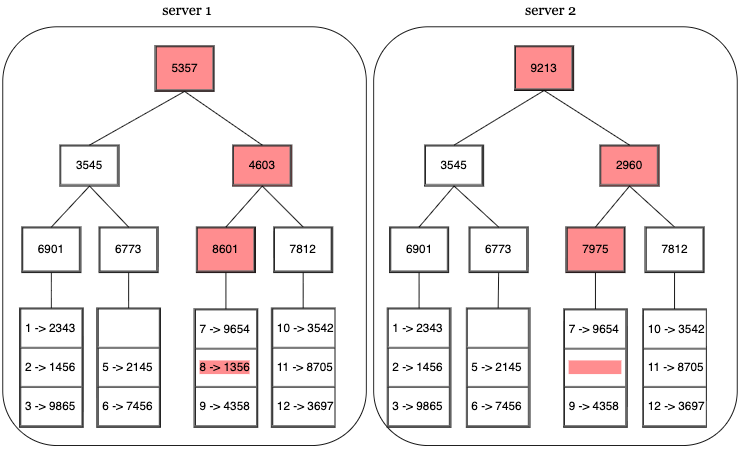 server 1
server 2
5357
9213
3545
4603
3545
2960
6901
6773
8601
7812
6901
6773
7975
7812
1 -> 2343
7 -> 9654
10 -> 3542
1 -> 2343
7 -> 9654
10 -> 3542
2 -> 1456
5 -> 2145
8 -> 1356
11 -> 8705
2 -> 1456
5 -> 2145
11 -> 8705
3 -> 9865
6 -> 7456
9 -> 4358
12 -> 3697
3 -> 9865
6 -> 7456
9 -> 4358
12 -> 3697